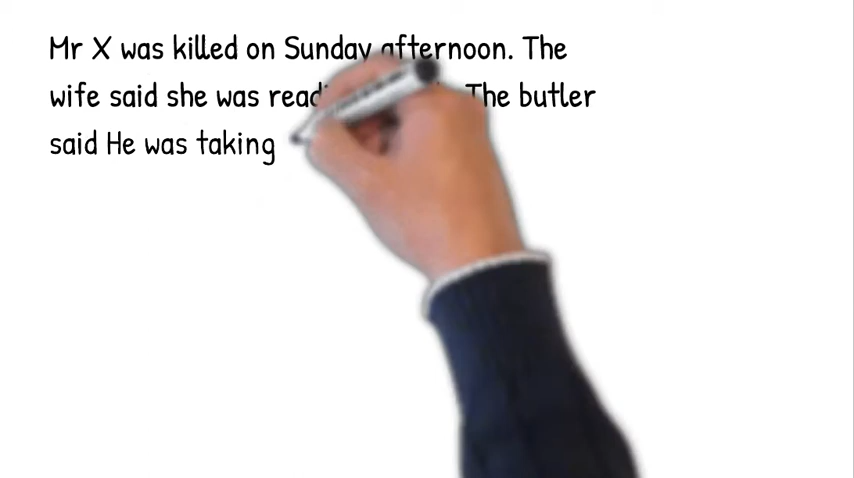 Mr X was killed on Sunday afternoon. The
wife said she was The butler
said He was taking